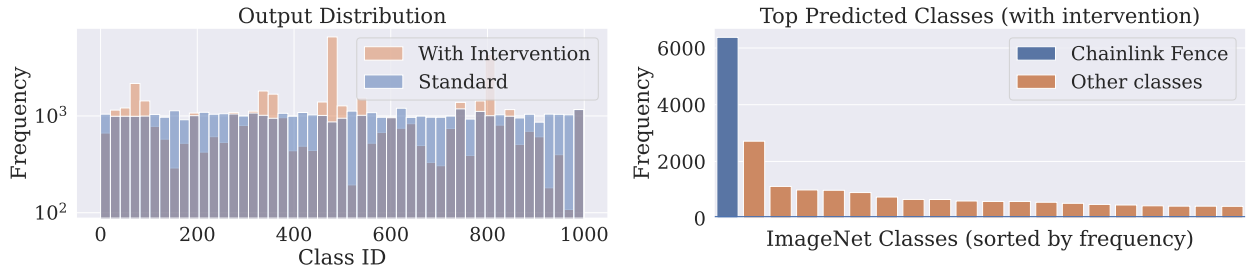 Output Distribution
With Intervention
Standard
Frequency
10³
10²
0
200
400
600
800
1000
Class ID
Top Predicted Classes (with intervention)
Chainlink Fence
Other classes
Frequency
6000
4000
2000
0
ImageNet Classes (sorted by frequency)